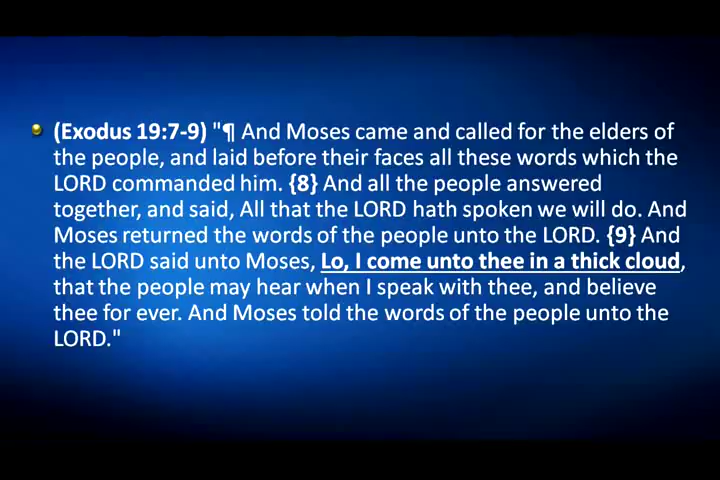 (Exodus 19:7-9) "¶ And Moses came and called for the elders of
the people, and laid before their faces all these words which the
LORD commanded him. {8} And all the people answered
together, and said, All that the LORD hath spoken we will do. And
Moses returned the words of the people unto the LORD. {9} And
the LORD said unto Moses, Lo, I come unto thee in a thick cloud,
that the people may hear when I speak with thee, and believe
thee for ever. And Moses told the words of the people unto the
LORD."